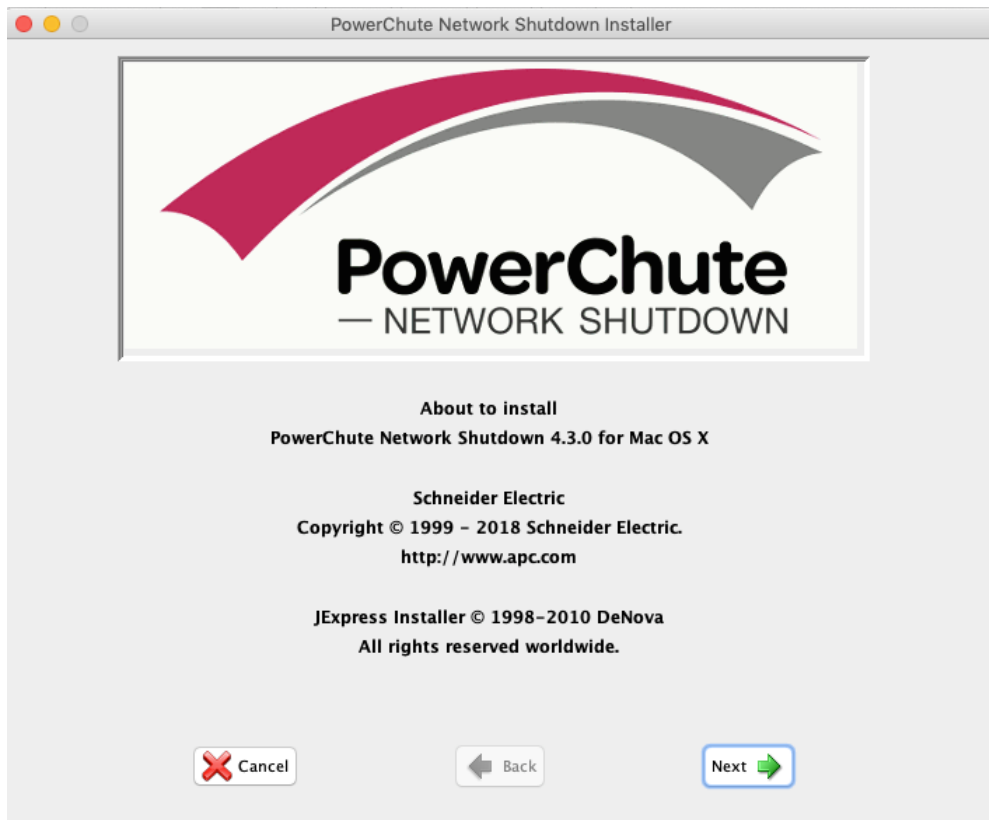 PowerChute Network Shutdown Installer
PowerChute
— NETWORK SHUTDOWN
About to install
PowerChute Network Shutdown 4.3.0 for Mac OS X
Schneider Electric
Copyright © 1999 – 2018 Schneider Electric.
http://www.apc.com
JExpress Installer © 1998–2010 DeNova
All rights reserved worldwide.
Cancel Back Next